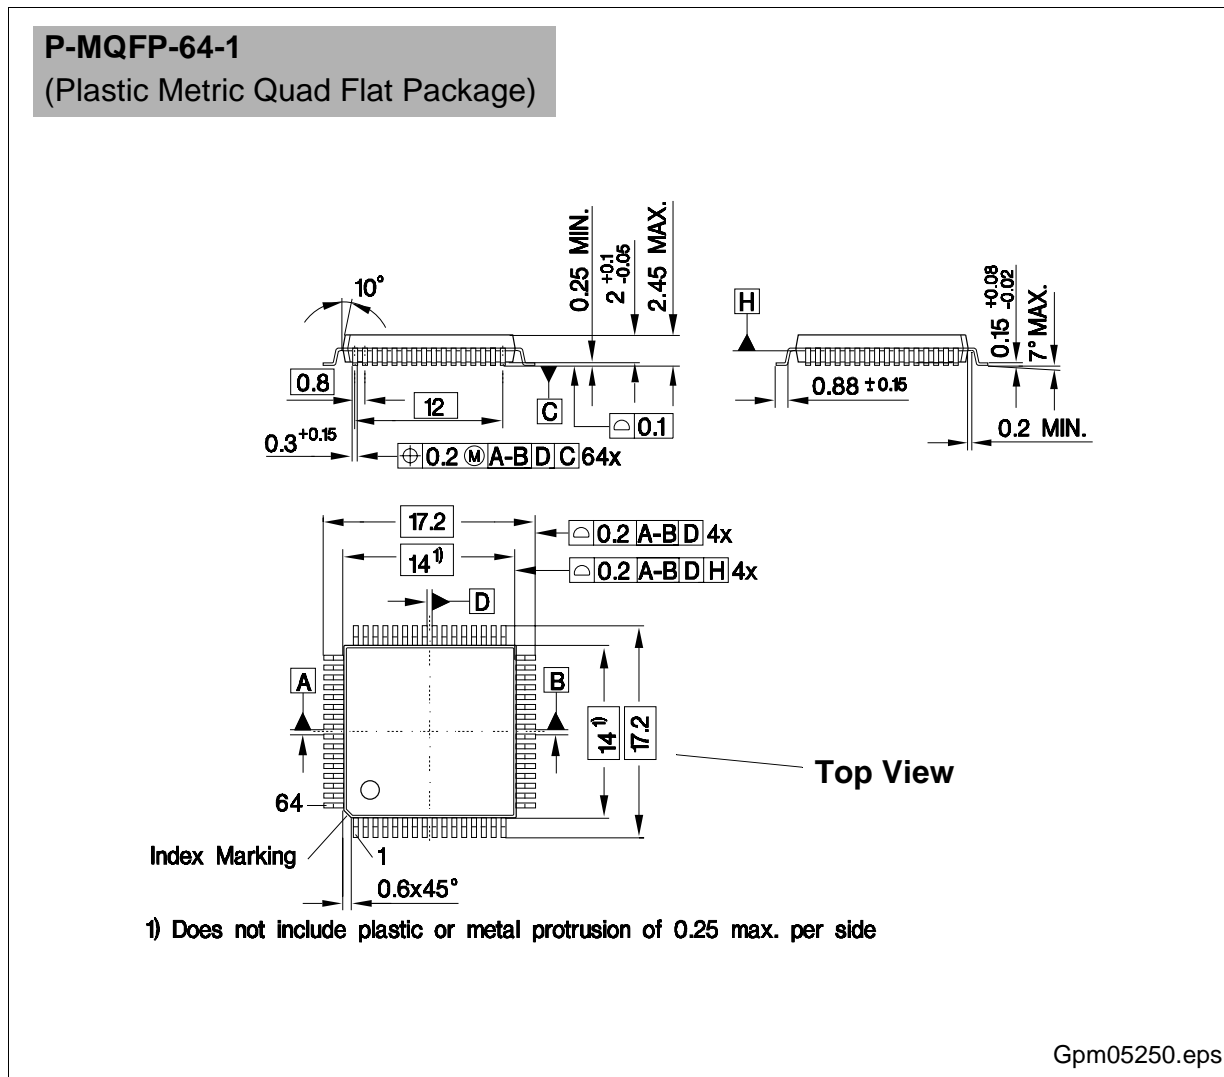 P-MQFP-64-1
(Plastic Metric Quad Flat Package)
10°
0.25 MIN.
2 +0.1 -0.05
2.45 MAX.
H
0.15 +0.08 -0.02
7° MAX.
0.8
12
C
0.1
0.88 ±0.15
0.3+0.15
0.2 M A-B D C 64x
0.2 MIN.
17.2
0.2 A-B D 4x
14 1)
0.2 A-B D H 4x
D
A
B
14 1)
17.2
Top View
64
Index Marking
1
0.6x45°
1) Does not include plastic or metal protrusion of 0.25 max. per side
Gpm05250.eps